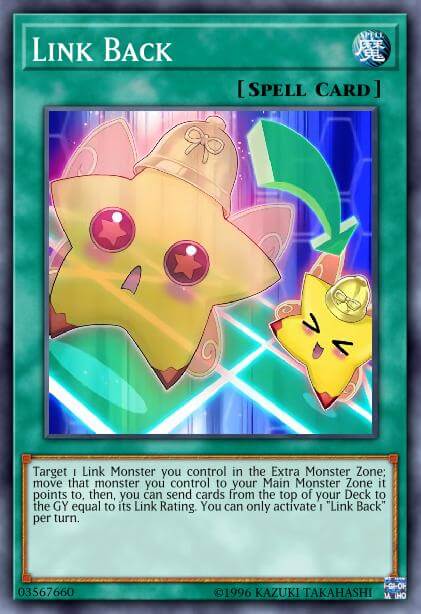 LINK BACK
[SPELL CARD]
Target 1 Link Monster you control in the Extra Monster Zone;
move that monster you control to your Main Monster Zone it
points to, then, you can send cards from the top of your Deck to
the GY equal to its Link Rating. You can only activate 1 "Link Back"
per turn.
03567660
©1996 KAZUKI TAKAHASHI